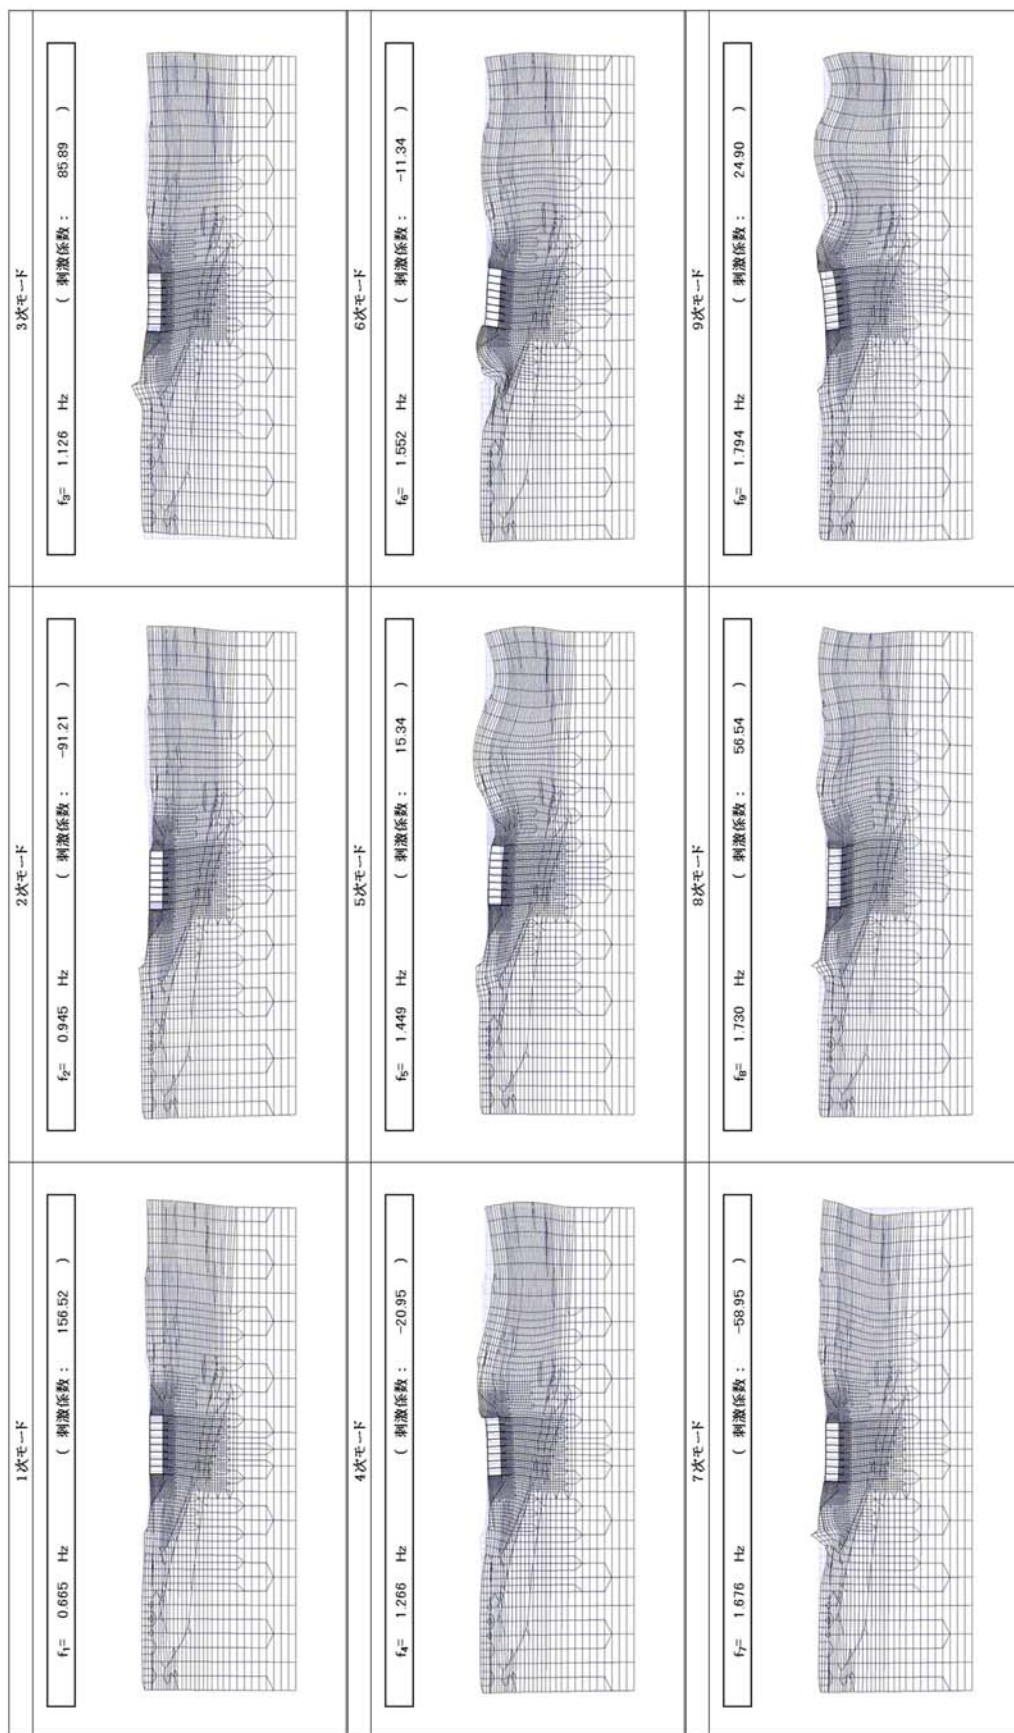 1次モード
f₁= 0.665 Hz ( 刺激係数 : 156.52 )
2次モード
f₂= 0.945 Hz ( 刺激係数 : -91.21 )
3次モード
f₃= 1.126 Hz ( 刺激係数 : 85.89 )
4次モード
f₄= 1.266 Hz ( 刺激係数 : -20.95 )
5次モード
f₅= 1.449 Hz ( 刺激係数 : 15.34 )
6次モード
f₆= 1.552 Hz ( 刺激係数 : -11.34 )
7次モード
f₇= 1.676 Hz ( 刺激係数 : -58.95 )
8次モード
f₈= 1.730 Hz ( 刺激係数 : 56.54 )
9次モード
f₉= 1.794 Hz ( 刺激係数 : 24.90 )